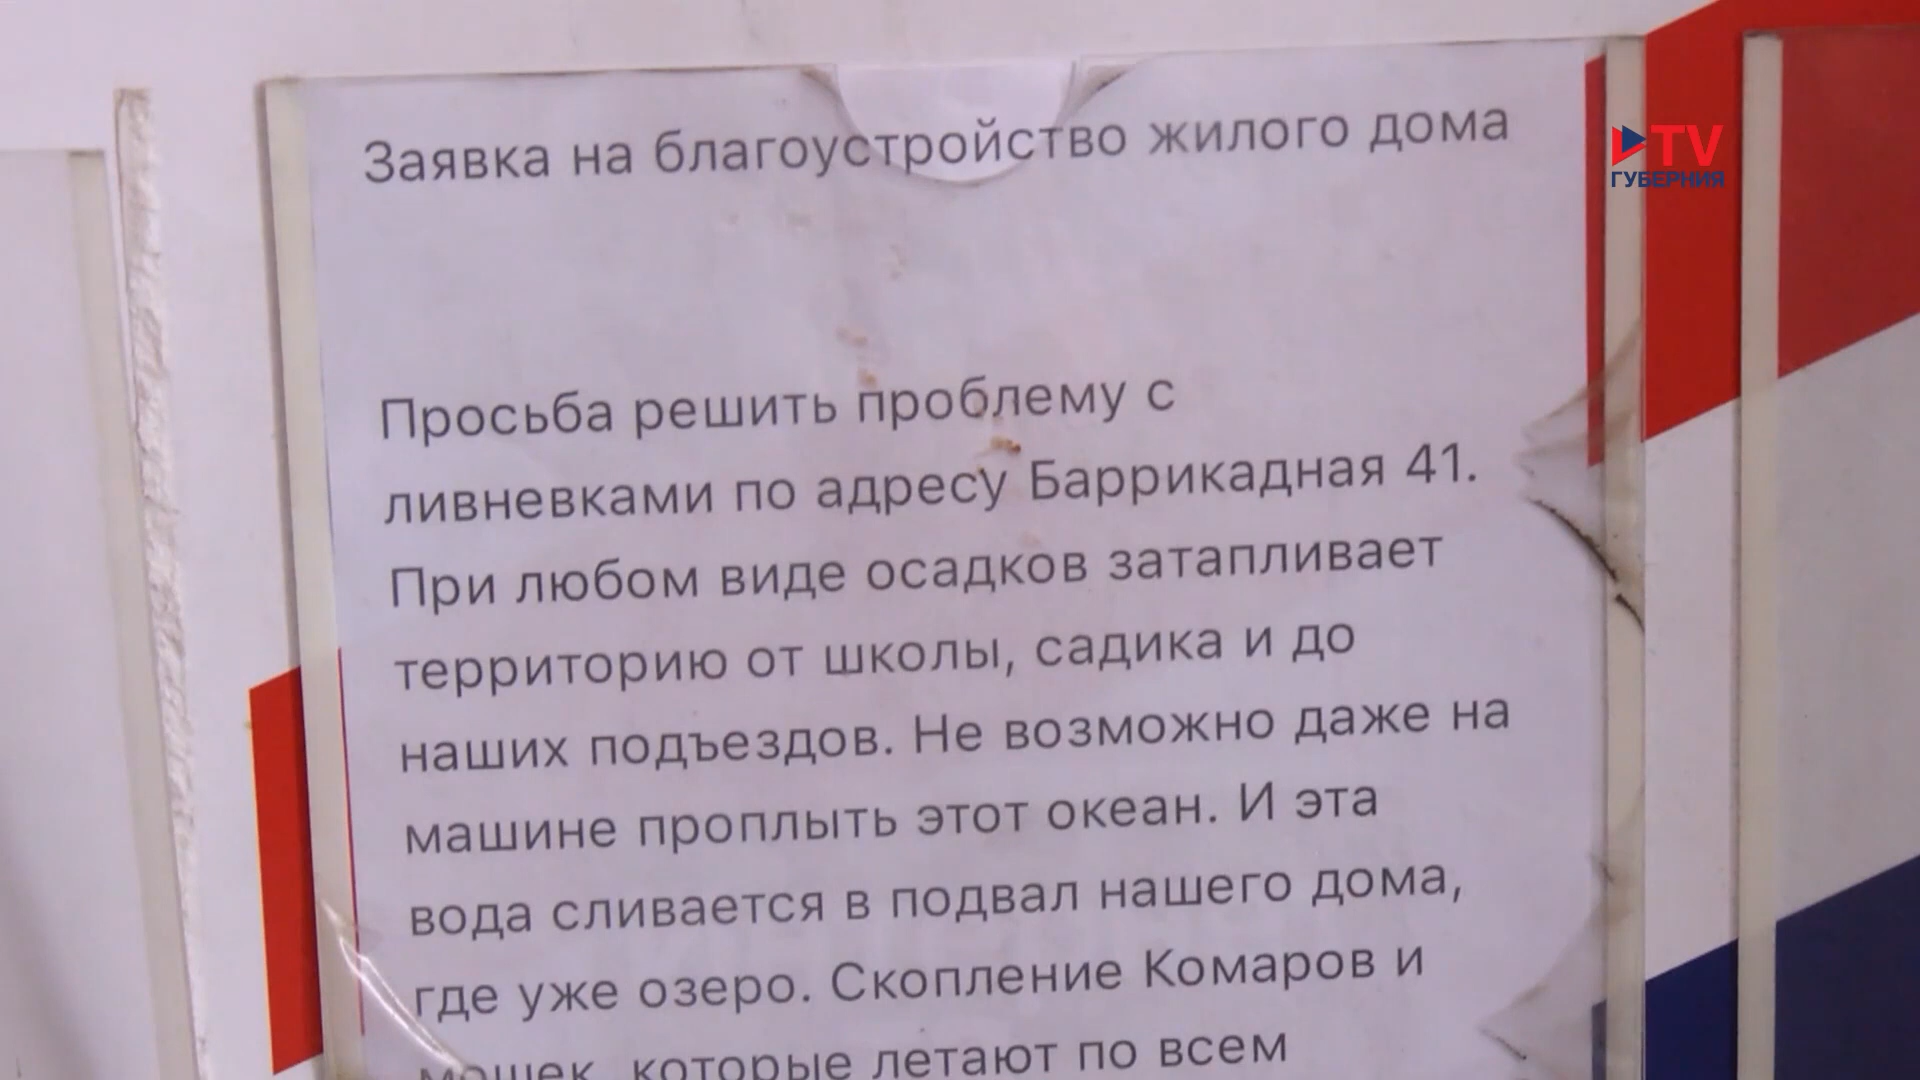 Заявка на благоустройство жилого дома
TV
ГУБЕРНИЯ
Просьба решить проблему с
ливневками по адресу Баррикадная 41.
При любом виде осадков затапливает
территорию от школы, садика и до
наших подъездов. Не возможно даже на
машине проплыть этот океан. И эта
вода сливается в подвал нашего дома,
где уже озеро. Скопление Комаров и
мошек, которые летают по всем